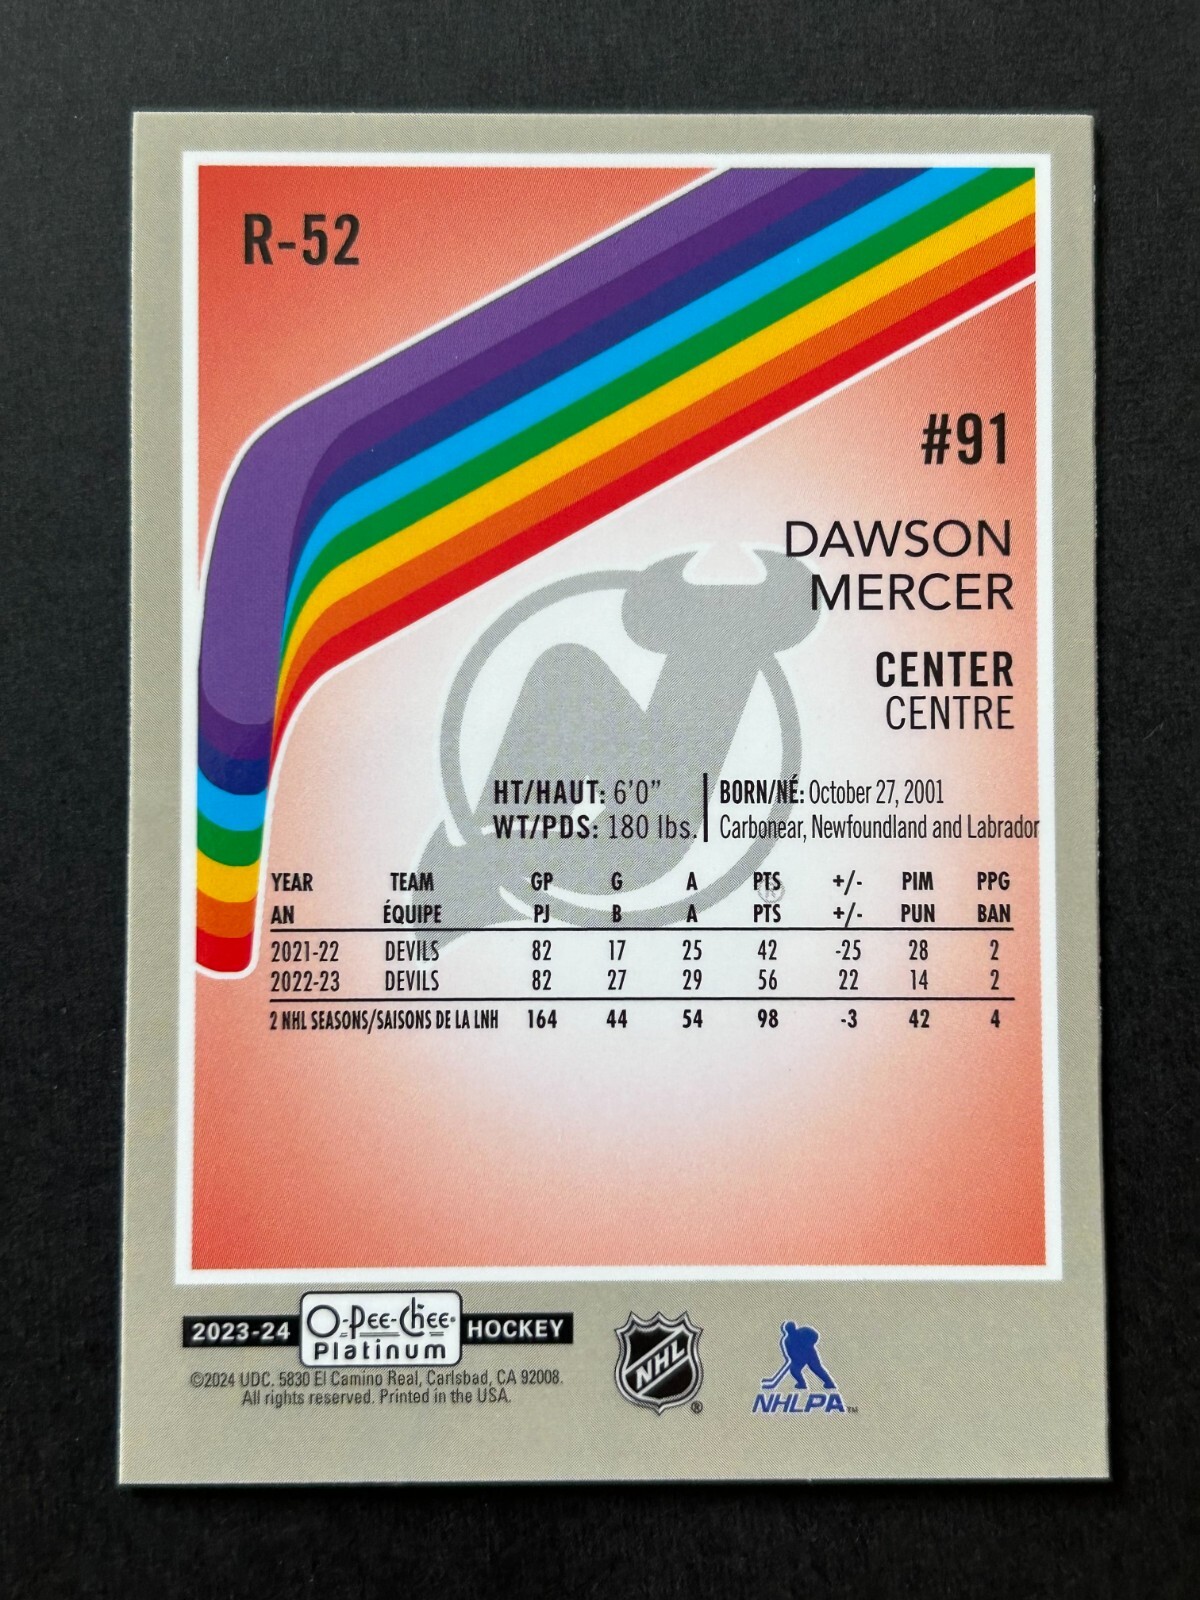 R-52
#91
DAWSON
MERCER
CENTER
CENTRE
HT/HAUT: 6'0"
WT/PDS: 180 lbs.
BORN/NÉ: October 27, 2001
Carbonear, Newfoundland and Labrador
YEAR TEAM GP G A PTS +/- PIM PPG
AN ÉQUIPE PJ B A PTS +/- PUN BAN
2021-22 DEVILS 82 17 25 42 -25 28 2
2022-23 DEVILS 82 27 29 56 22 14 2
2 NHL SEASONS/SAISONS DE LA LNH 164 44 54 98 -3 42 4
®
2023-24 O-Pee-Chee® HOCKEY
Platinum
©2024 UDC. 5830 El Camino Real, Carlsbad, CA 92008.
All rights reserved. Printed in the USA.
NHL ®
NHLPA™